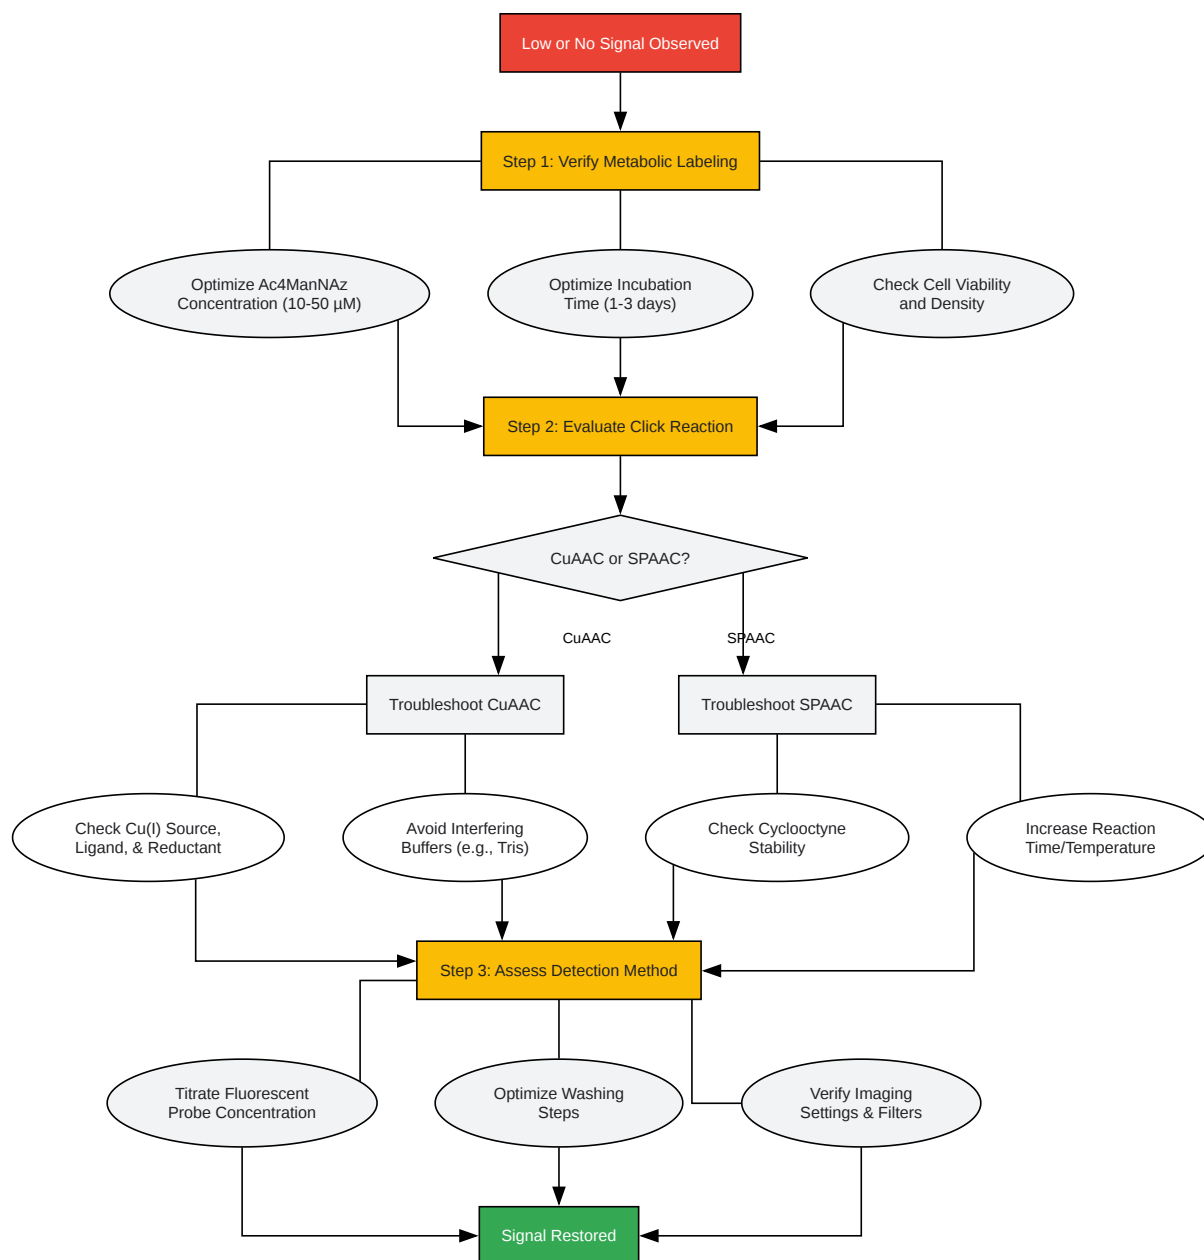 Low or No Signal Observed
Step 1: Verify Metabolic Labeling
Optimize Ac4ManNAz
Concentration (10-50 µM)
Optimize Incubation
Time (1-3 days)
Check Cell Viability
and Density
Step 2: Evaluate Click Reaction
CuAAC or SPAAC?
CuAAC
SPAAC
Troubleshoot CuAAC
Troubleshoot SPAAC
Check Cu(I) Source,
Ligand, & Reductant
Avoid Interfering
Buffers (e.g., Tris)
Check Cyclooctyne
Stability
Increase Reaction
Time/Temperature
Step 3: Assess Detection Method
Titrate Fluorescent
Probe Concentration
Optimize Washing
Steps
Verify Imaging
Settings & Filters
Signal Restored